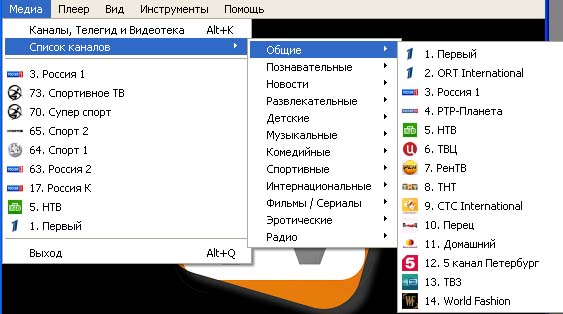 Медиа Плеер Вид Инструменты Помощь
Каналы, Телегид и Видеотека Alt+K
Список каналов
3. Россия 1
73. Спортивное ТВ
70. Супер спорт
65. Спорт 2
64. Спорт 1
63. Россия 2
17. Россия К
5. НТВ
1. Первый
Выход Alt+Q
Общие
Познавательные
Новости
Развлекательные
Детские
Музыкальные
Комедийные
Спортивные
Интернациональные
Фильмы / Сериалы
Эротические
Радио
1. Первый
2. ORT International
3. Россия 1
4. РТР-Планета
5. НТВ
6. ТВЦ
7. РенТВ
8. ТНТ
9. СТС International
10. Перец
11. Домашний
12. 5 канал Петербург
13. ТВ3
14. World Fashion